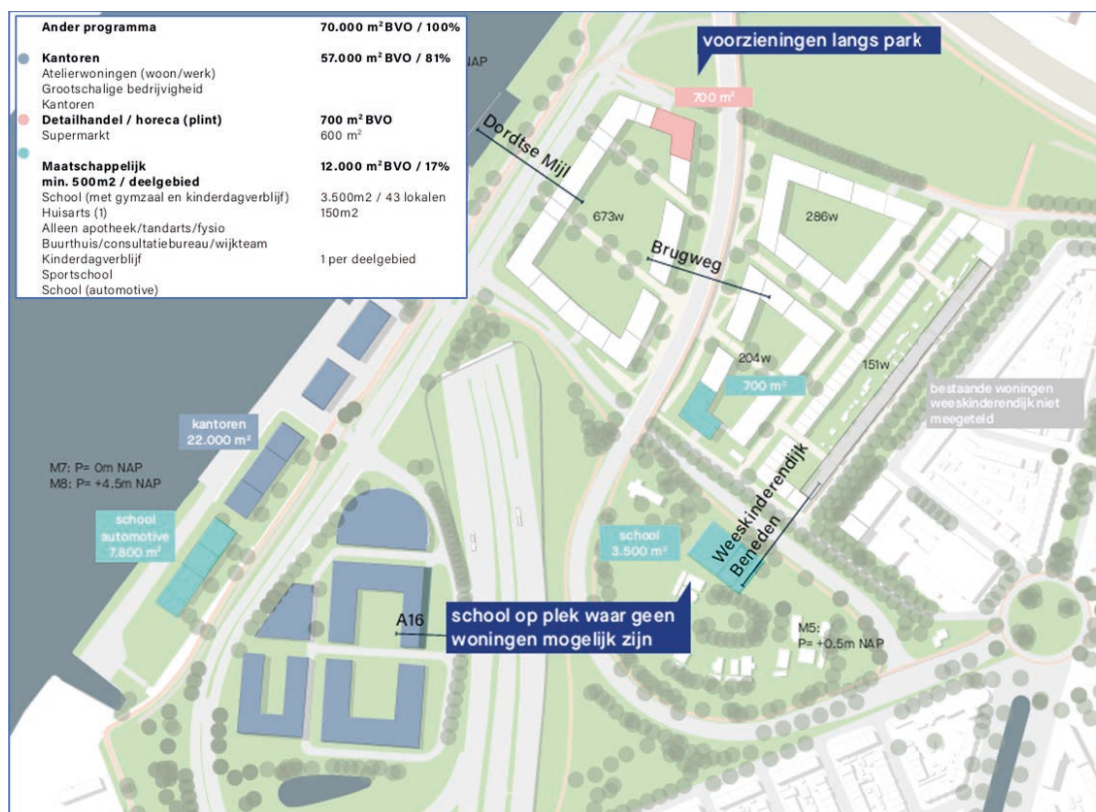 Ander programma 70.000 m² BVO / 100%
Kantoren 57.000 m² BVO / 81%
Atelierwoningen (woon/werk)
Grootschalige bedrijvigheid
Kantoren
Detailhandel / horeca (plint) 700 m² BVO
Supermarkt 600 m²
Maatschappelijk 12.000 m² BVO / 17%
min. 500m2 / deelgebied
School (met gymzaal en kinderdagverblijf) 3.500m2 / 43 lokalen
Huisarts (1) 150m2
Alleen apotheek/tandarts/fysio
Buurthuis/consultatiebureau/wijkteam
Kinderdagverblijf 1 per deelgebied
Sportschool
School (automotive)
NAP
voorzieningen langs park
700 m²
Dordtse Mijl
673w
286w
Brugweg
204w
151w
700 m²
bestaande woningen
weeskinderendijk niet
meegeteld
kantoren
22.000 m²
M7: P= 0m NAP
M8: P= +4.5m NAP
school
automotive
7.800 m²
school
3.500 m²
Weeskinderendijk
Beneden
A16
school op plek waar geen
woningen mogelijk zijn
M5:
P= +0.5m NAP